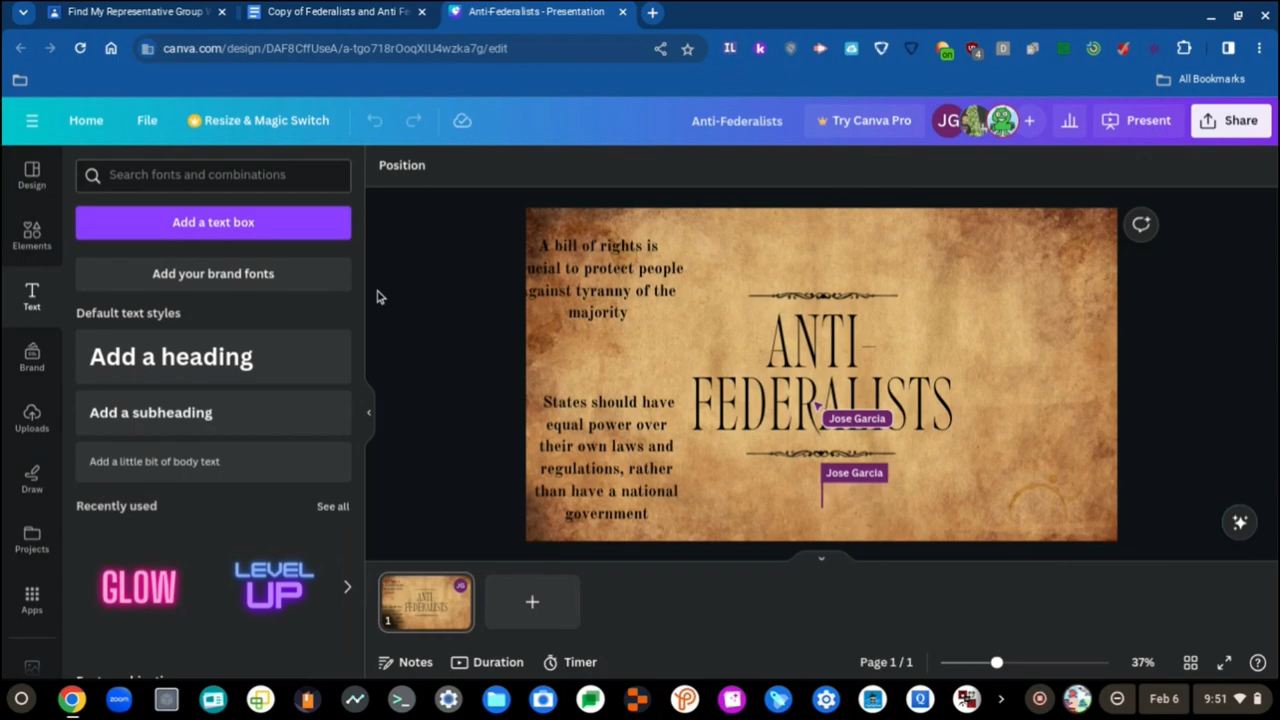 Find My Representative Group
Copy of Federalists and Anti Fe
Anti-Federalists - Presentation
canva.com/design/DAF8CffUseA/a-tgo718rOoqXIU4wzka7g/edit
IL
k
on
4
D
All Bookmarks
Home
File
Resize & Magic Switch
Anti-Federalists
Try Canva Pro
JG
Present
Share
Design
Elements
Text
Brand
Uploads
Draw
Projects
Apps
Search fonts and combinations
Add a text box
Add your brand fonts
Default text styles
Add a heading
Add a subheading
Add a little bit of body text
Recently used
See all
GLOW
LEVEL
UP
Position
A bill of rights is
ucial to protect people
gainst tyranny of the
majority
States should have
equal power over
their own laws and
regulations, rather
than have a national
government
ANTI-
FEDERALISTS
Jose Garcia
Jose Garcia
JG
1
Notes
Duration
Timer
Page 1 / 1
37%
zoom
Feb 6
9:51